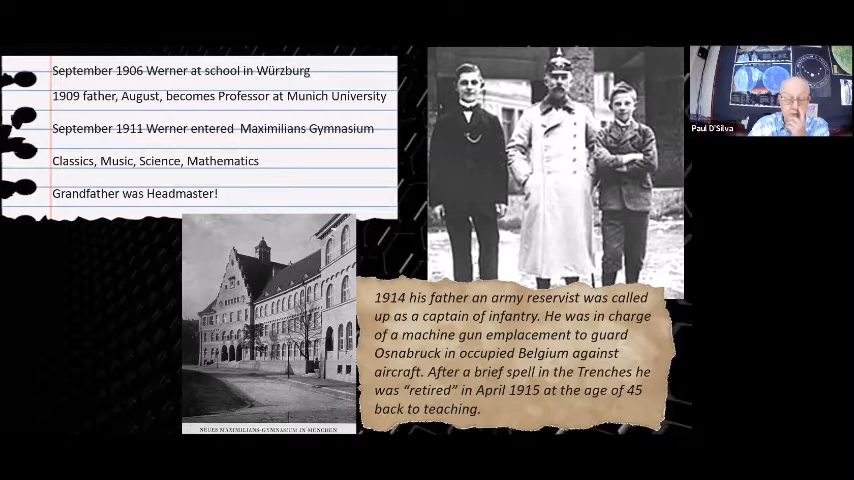 September 1906 Werner at school in Würzburg
1909 father, August, becomes Professor at Munich University
September 1911 Werner entered Maximilians Gymnasium
Classics, Music, Science, Mathematics
Grandfather was Headmaster!
Paul D'Silva
1914 his father an army reservist was called
up as a captain of infantry. He was in charge
of a machine gun emplacement to guard
Osnabruck in occupied Belgium against
aircraft. After a brief spell in the Trenches he
was “retired” in April 1915 at the age of 45
back to teaching.
NEUES MAXIMILIANS-GYMNASIUM IN MÜNCHEN